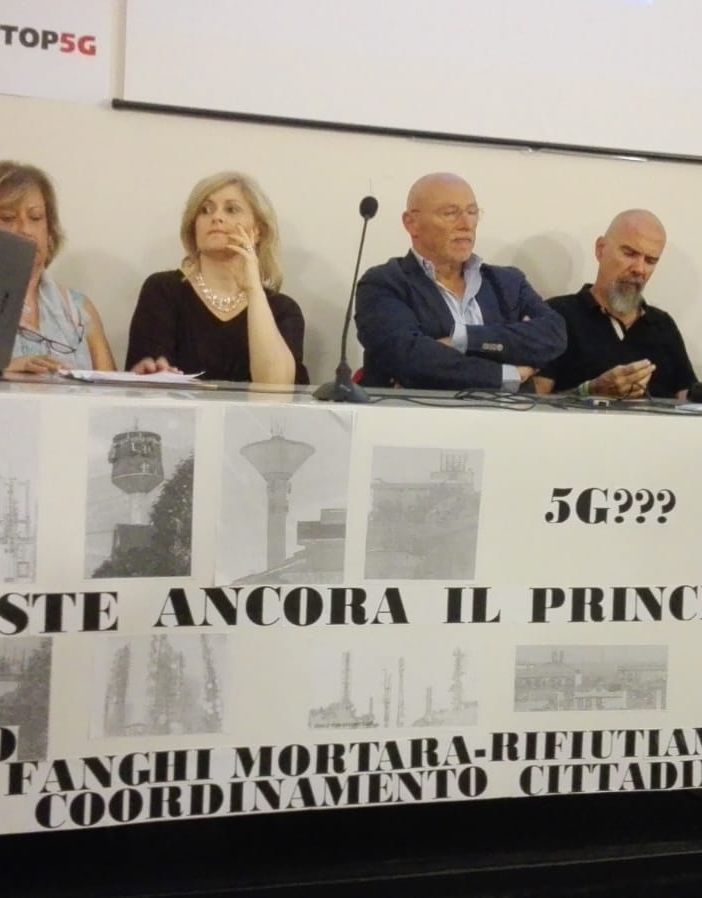 TOP5G
5G???
STE ANCORA IL PRINC
O
FANGHI MORTARA-RIFIUTIAM
COORDINAMENTO CITTADI